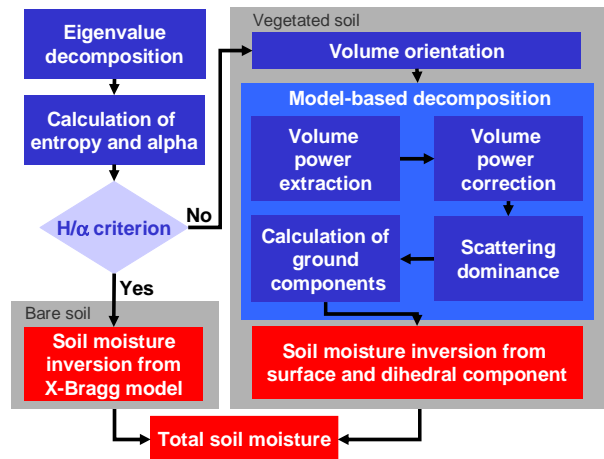 Eigenvalue
decomposition
Calculation of
entropy and alpha
H/α criterion
No
Yes
Bare soil
Soil moisture
inversion from
X-Bragg model
Vegetated soil
Volume orientation
Model-based decomposition
Volume
power
extraction
Volume
power
correction
Calculation of
ground
components
Scattering
dominance
Soil moisture inversion from
surface and dihedral component
Total soil moisture